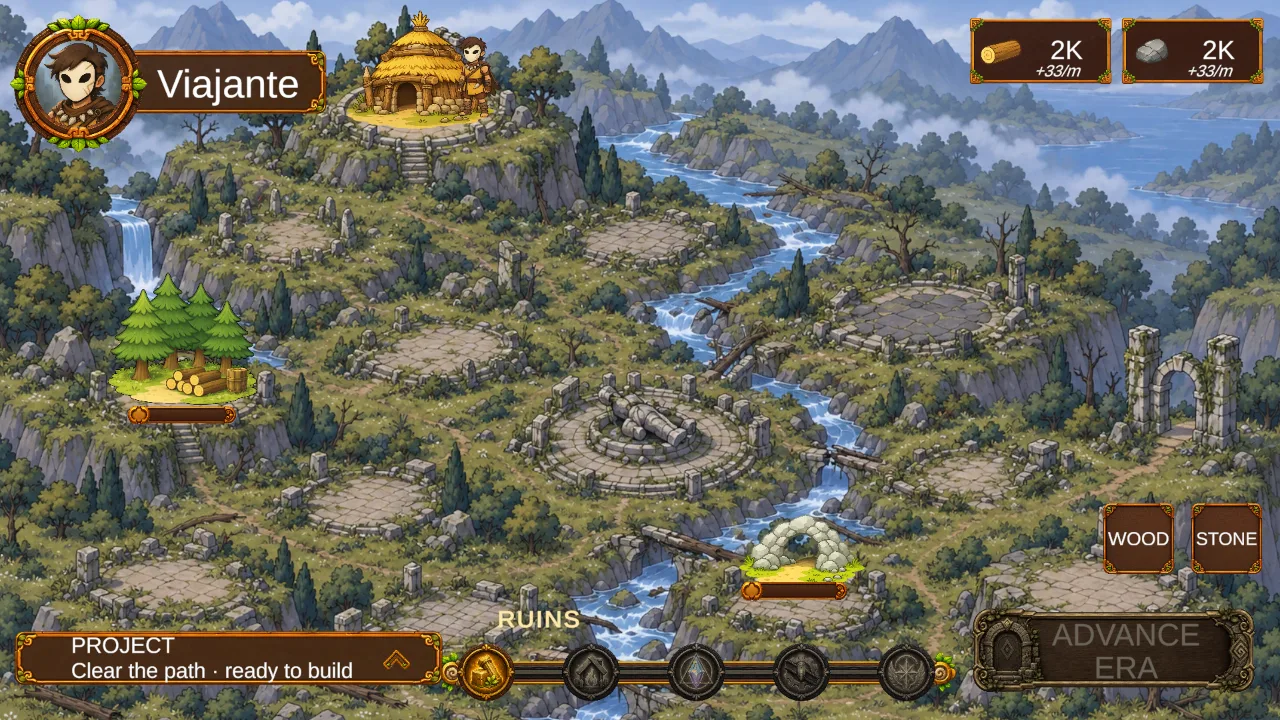 Viajante
2K
+33/m
2K
+33/m
WOOD
STONE
RUINS
PROJECT
Clear the path · ready to build
ADVANCE
ERA